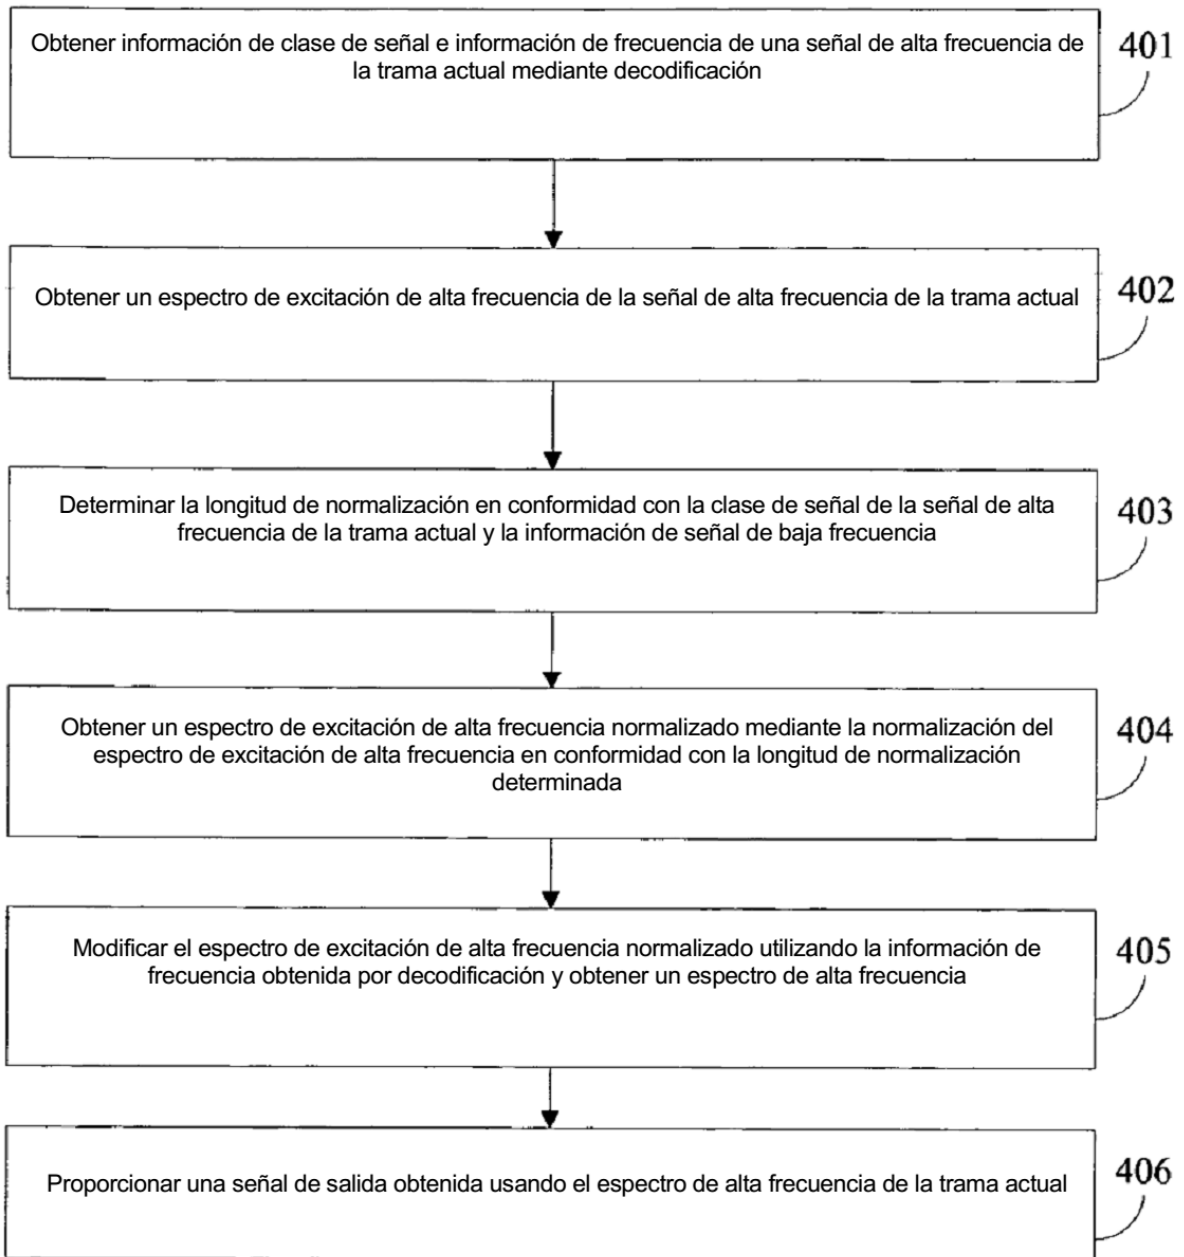 Obtener información de clase de señal e información de frecuencia de una señal de alta frecuencia de
la trama actual mediante decodificación
401
Obtener un espectro de excitación de alta frecuencia de la señal de alta frecuencia de la trama actual
402
Determinar la longitud de normalización en conformidad con la clase de señal de la señal de alta
frecuencia de la trama actual y la información de señal de baja frecuencia
403
Obtener un espectro de excitación de alta frecuencia normalizado mediante la normalización del
espectro de excitación de alta frecuencia en conformidad con la longitud de normalización
determinada
404
Modificar el espectro de excitación de alta frecuencia normalizado utilizando la información de
frecuencia obtenida por decodificación y obtener un espectro de alta frecuencia
405
Proporcionar una señal de salida obtenida usando el espectro de alta frecuencia de la trama actual
406